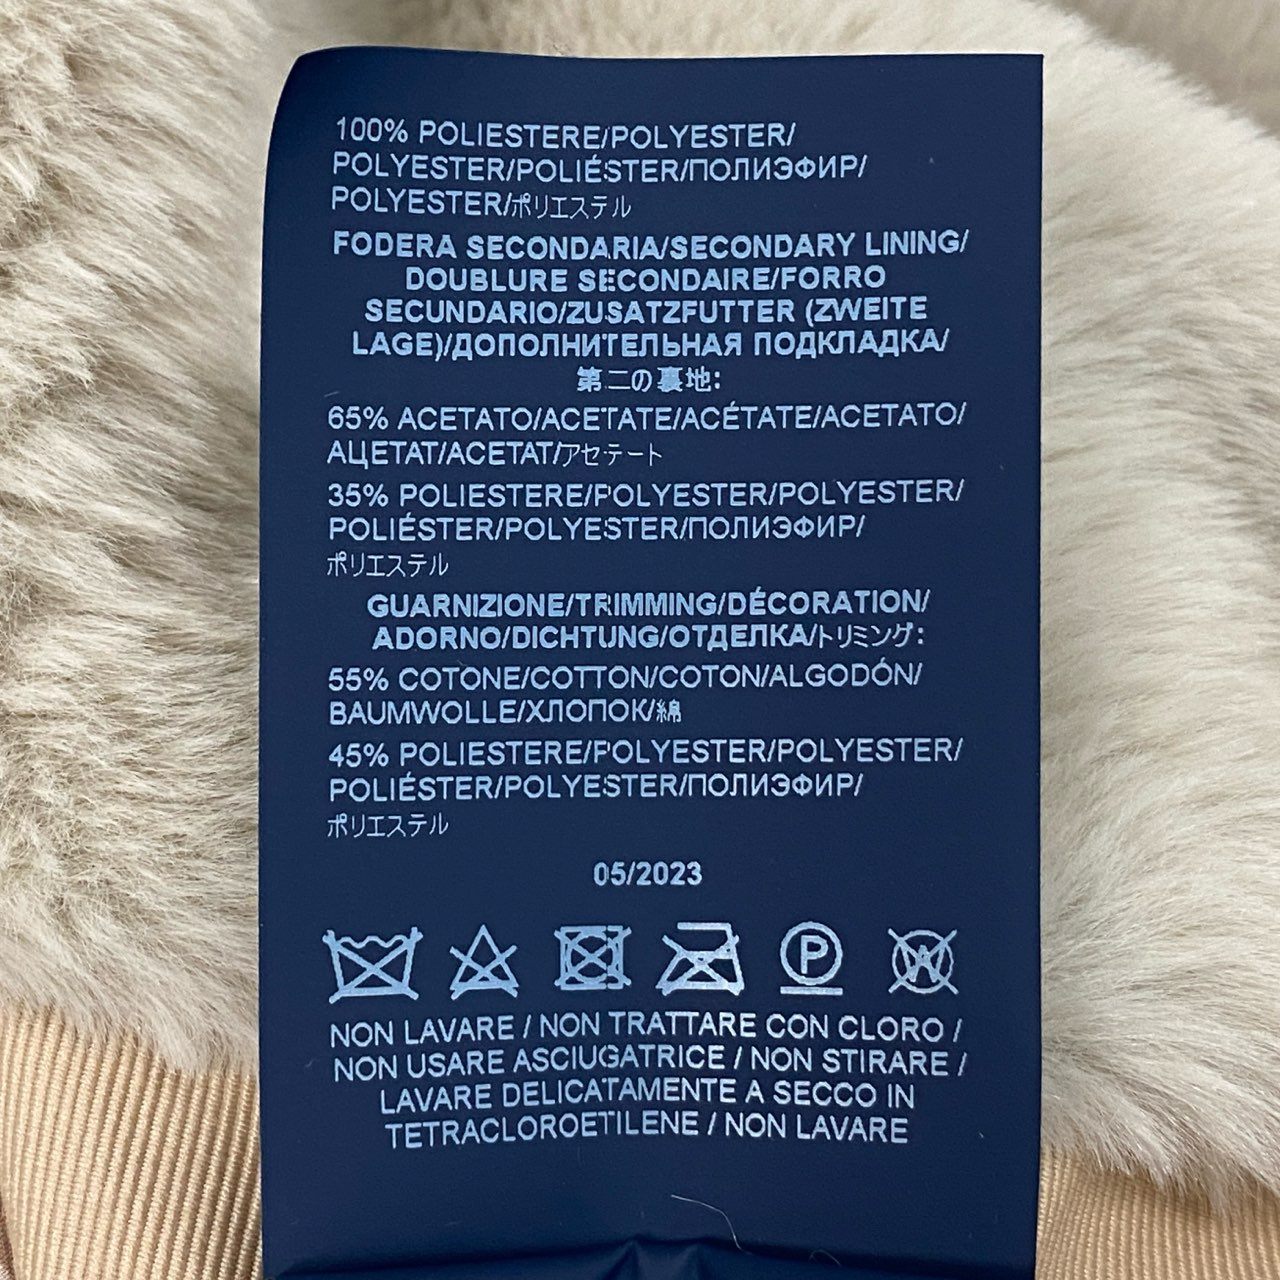 100% POLIESTERE/POLYESTER/
POLYESTER/POLIÉSTER/ПОЛИЭФИР/
POLYESTER/ポリエステル
FODERA SECONDARIA/SECONDARY LINING/
DOUBLURE SECONDAIRE/FORRO
SECUNDARIO/ZUSATZFUTTER (ZWEITE
LAGE)/ДОПОЛНИТЕЛЬНАЯ ПОДКЛАДКА/
第二の裏地:
65% ACETATO/ACETATE/ACÉTATE/ACETATO/
АЦЕТАТ/ACETAT/アセテート
35% POLIESTERE/POLYESTER/POLYESTER/
POLIÉSTER/POLYESTER/ПОЛИЭФИР/
ポリエステル
GUARNIZIONE/TRIMMING/DÉCORATION/
ADORNO/DICHTUNG/ОТДЕЛКА/トリミング:
55% COTONE/COTTON/COTON/ALGODÓN/
BAUMWOLLE/ХЛОПОК/綿
45% POLIESTERE/POLYESTER/POLYESTER/
POLIÉSTER/POLYESTER/ПОЛИЭФИР/
ポリエステル
05/2023
P W
NON LAVARE / NON TRATTARE CON CLORO /
NON USARE ASCIUGATRICE / NON STIRARE /
LAVARE DELICATAMENTE A SECCO IN
TETRACLOROETILENE / NON LAVARE